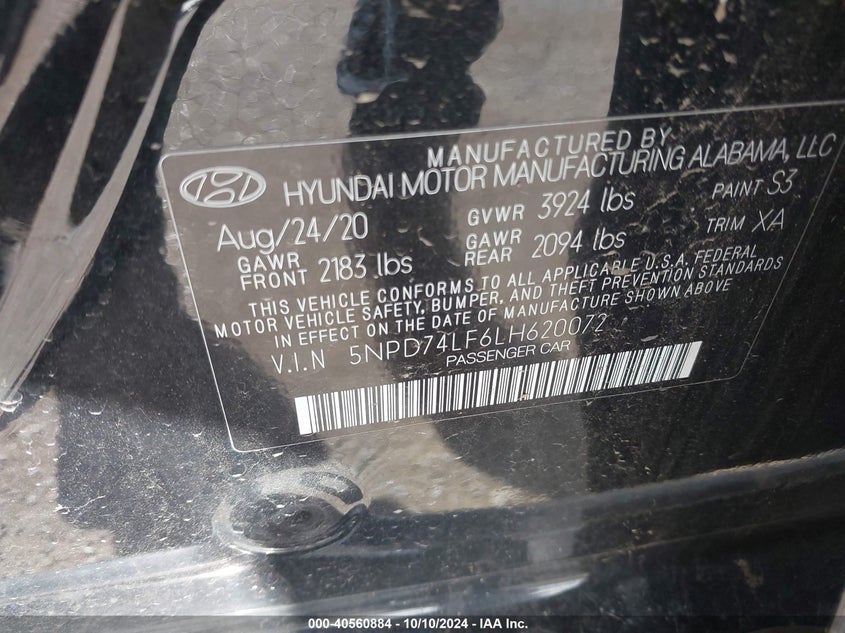 MANUFACTURED BY
HYUNDAI MOTOR MANUFACTURING ALABAMA, LLC
Aug/24/20 GVWR 3924 lbs PAINT S3
GAWR FRONT 2183 lbs GAWR REAR 2094 lbs TRIM XA
THIS VEHICLE CONFORMS TO ALL APPLICABLE U.S.A. FEDERAL
MOTOR VEHICLE SAFETY, BUMPER, AND THEFT PREVENTION STANDARDS
IN EFFECT ON THE DATE OF MANUFACTURE SHOWN ABOVE
V.I.N 5NPD74LF6LH620072
PASSENGER CAR
000-40560884 - 10/10/2024 - IAA Inc.